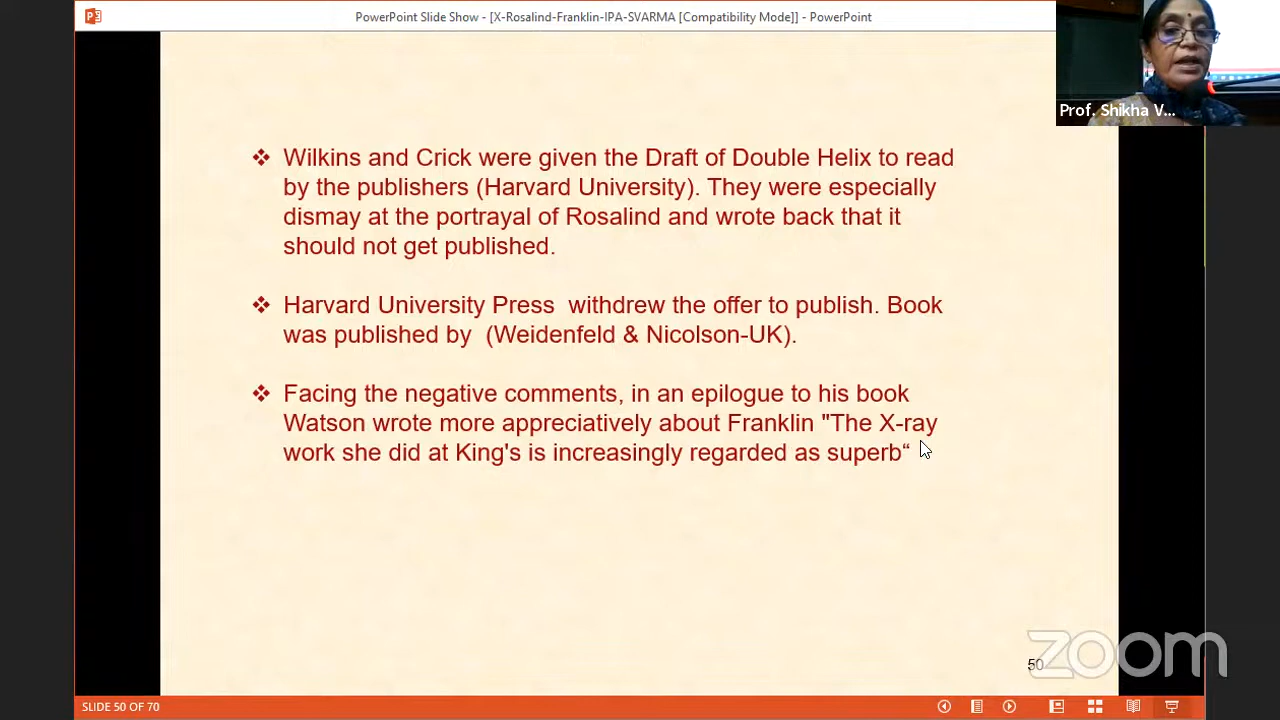 PowerPoint Slide Show - [X-Rosalind-Franklin-IPA-SVARMA [Compatibility Mode]] - PowerPoint
Prof. Shikha V...
❖ Wilkins and Crick were given the Draft of Double Helix to read
by the publishers (Harvard University). They were especially
dismay at the portrayal of Rosalind and wrote back that it
should not get published.
❖ Harvard University Press  withdrew the offer to publish. Book
was published by  (Weidenfeld & Nicolson-UK).
❖ Facing the negative comments, in an epilogue to his book
Watson wrote more appreciatively about Franklin "The X-ray
work she did at King's is increasingly regarded as superb“
50
zoom
SLIDE 50 OF 70